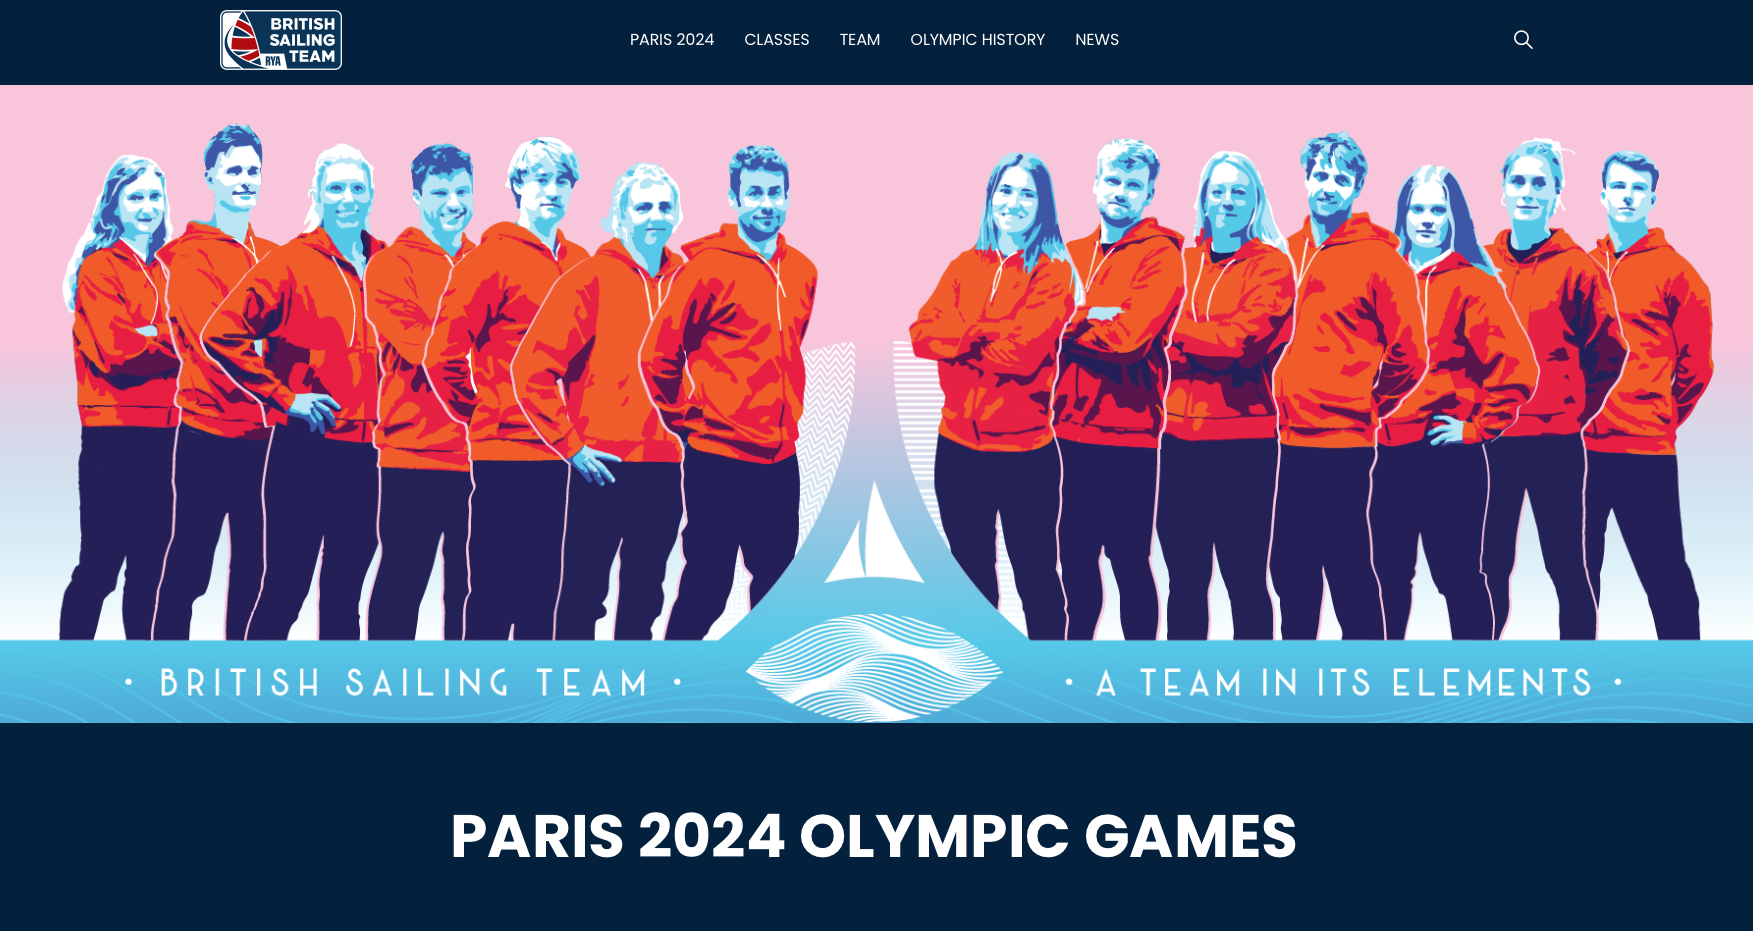 BRITISH
SAILING
TEAM
RYA
PARIS 2024 CLASSES TEAM OLYMPIC HISTORY NEWS
• BRITISH SAILING TEAM •
• A TEAM IN ITS ELEMENTS •
PARIS 2024 OLYMPIC GAMES